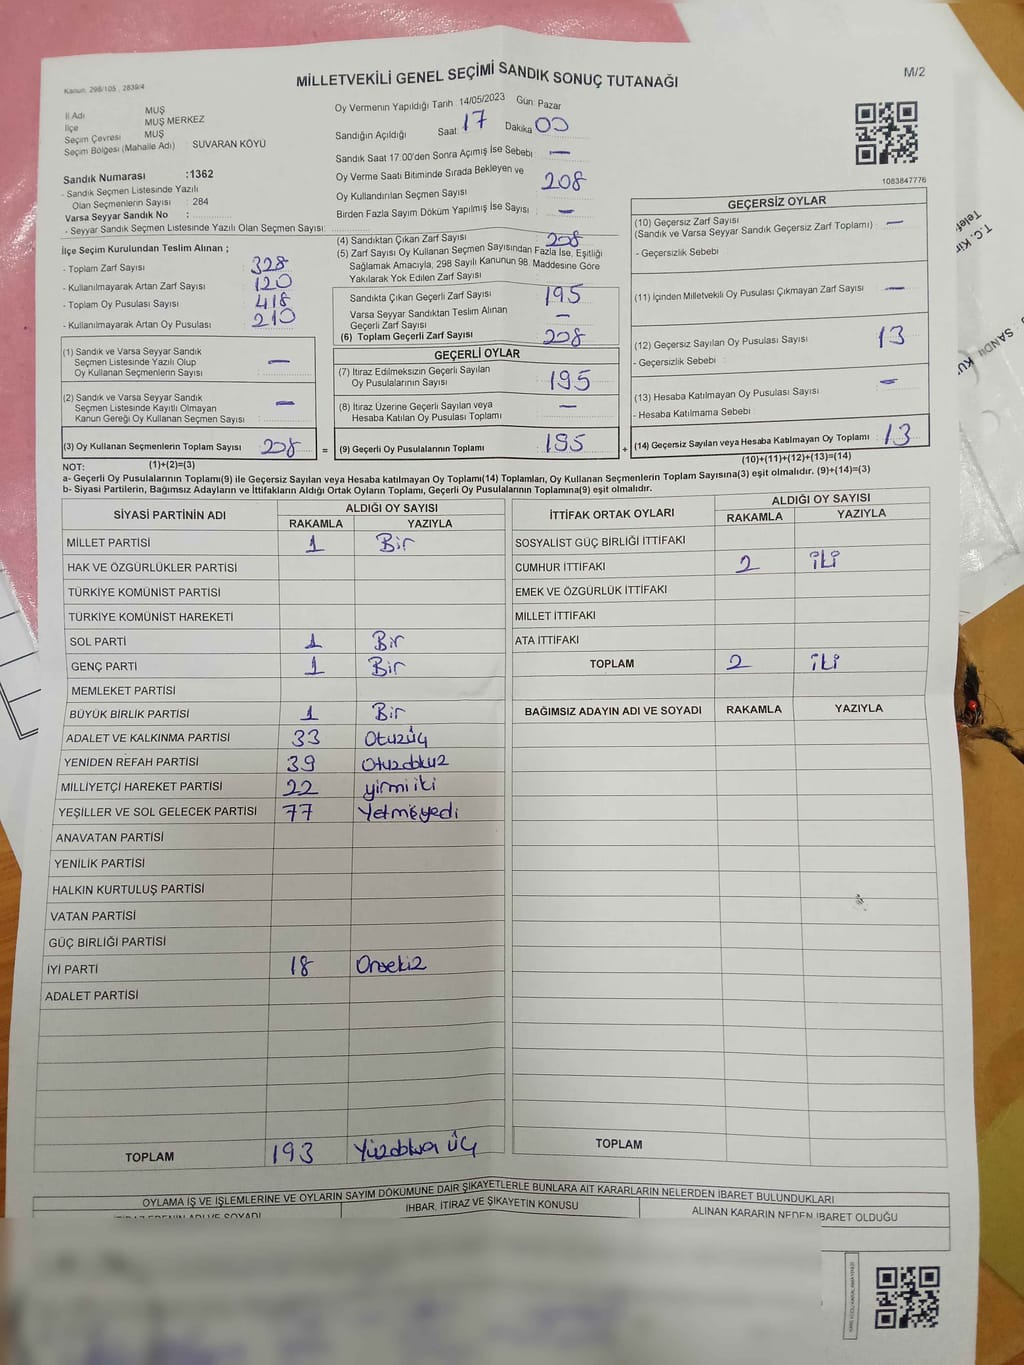 Kanun, 298/105 , 2839/4
MİLLETVEKİLİ GENEL SEÇİMİ SANDIK SONUÇ TUTANAĞI
M/2
İl Adı MUŞ
İlçe MUŞ MERKEZ
Seçim Çevresi MUŞ
Seçim Bölgesi (Mahalle Adı) : SUVARAN KÖYÜ
Sandık Numarası :1362
- Sandık Seçmen Listesinde Yazılı
Olan Seçmenlerin Sayısı : 284
Varsa Seyyar Sandık No :
- Seyyar Sandık Seçmen Listesinde Yazılı Olan Seçmen Sayısı:
Oy Vermenin Yapıldığı Tarih : 14/05/2023 Gün: Pazar
Sandığın Açıldığı Saat: 17 Dakika 00
Sandık Saat 17:00'den Sonra Açımış İse Sebebi : —
Oy Verme Saati Bitiminde Sırada Bekleyen ve
Oy Kullandırılan Seçmen Sayısı 208
Birden Fazla Sayım Döküm Yapılmış İse Sayısı : —
1083847776
İlçe Seçim Kurulundan Teslim Alınan ;
- Toplam Zarf Sayısı : 328
- Kullanılmayarak Artan Zarf Sayısı : 120
- Toplam Oy Pusulası Sayısı : 418
- Kullanılmayarak Artan Oy Pusulası : 210
(4) Sandıktan Çıkan Zarf Sayısı 208
(5) Zarf Sayısı Oy Kullanan Seçmen Sayısından Fazla İse, Eşitliği
Sağlamak Amacıyla, 298 Sayılı Kanunun 98. Maddesine Göre
Yakılarak Yok Edilen Zarf Sayısı
Sandıkta Çıkan Geçerli Zarf Sayısı 195
Varsa Seyyar Sandıktan Teslim Alınan
Geçerli Zarf Sayısı —
(6) Toplam Geçerli Zarf Sayısı 208
GEÇERSİZ OYLAR
(10) Geçersiz Zarf Sayısı
(Sandık ve Varsa Seyyar Sandık Geçersiz Zarf Toplamı) : —
- Geçersizlik Sebebi
(11) İçinden Milletvekili Oy Pusulası Çıkmayan Zarf Sayısı —
(12) Geçersiz Sayılan Oy Pusulası Sayısı 13
- Geçersizlik Sebebi :
(13) Hesaba Katılmayan Oy Pusulası Sayısı —
- Hesaba Katılmama Sebebi
(14) Geçersiz Sayılan veya Hesaba Katılmayan Oy Toplamı : 13
(10)+(11)+(12)+(13)=(14)
(1) Sandık ve Varsa Seyyar Sandık
Seçmen Listesinde Yazılı Olup
Oy Kullanan Seçmenlerin Sayısı —
(2) Sandık ve Varsa Seyyar Sandık
Seçmen Listesinde Kayıtlı Olmayan
Kanun Gereği Oy Kullanan Seçmen Sayısı —
(3) Oy Kullanan Seçmenlerin Toplam Sayısı 208 =
(1)+(2)=(3)
GEÇERLİ OYLAR
(7) İtiraz Edilmeksizin Geçerli Sayılan
Oy Pusulalarının Sayısı 195
(8) İtiraz Üzerine Geçerli Sayılan veya
Hesaba Katılan Oy Pusulası Toplamı : —
(9) Geçerli Oy Pusulalarının Toplamı 195 +
NOT:
a- Geçerli Oy Pusulalarının Toplamı(9) ile Geçersiz Sayılan veya Hesaba katılmayan Oy Toplamı(14) Toplamları, Oy Kullanan Seçmenlerin Toplam Sayısına(3) eşit olmalıdır. (9)+(14)=(3)
b- Siyasi Partilerin, Bağımsız Adayların ve İttifakların Aldığı Ortak Oyların Toplamı, Geçerli Oy Pusulalarının Toplamına(9) eşit olmalıdır.
SİYASİ PARTİNİN ADI ALDIĞI OY SAYISI
RAKAMLA YAZIYLA
MİLLET PARTİSİ 1 Bir
HAK VE ÖZGÜRLÜKLER PARTİSİ
TÜRKİYE KOMÜNİST PARTİSİ
TÜRKİYE KOMÜNİST HAREKETİ
SOL PARTİ 1 Bir
GENÇ PARTİ 1 Bir
MEMLEKET PARTİSİ
BÜYÜK BİRLİK PARTİSİ 1 Bir
ADALET VE KALKINMA PARTİSİ 33 Otuzüç
YENİDEN REFAH PARTİSİ 39 Otuzdokuz
MİLLİYETÇİ HAREKET PARTİSİ 22 yirmiiki
YEŞİLLER VE SOL GELECEK PARTİSİ 77 Yetmişyedi
ANAVATAN PARTİSİ
YENİLİK PARTİSİ
HALKIN KURTULUŞ PARTİSİ
VATAN PARTİSİ
GÜÇ BİRLİĞİ PARTİSİ
İYİ PARTİ 18 Onsekiz
ADALET PARTİSİ
TOPLAM 193
İTTİFAK ORTAK OYLARI ALDIĞI OY SAYISI
RAKAMLA YAZIYLA
SOSYALİST GÜÇ BİRLİĞİ İTTİFAKI
CUMHUR İTTİFAKI 2 iki
EMEK VE ÖZGÜRLÜK İTTİFAKI
MİLLET İTTİFAKI
ATA İTTİFAKI
TOPLAM 2 iki
BAĞIMSIZ ADAYIN ADI VE SOYADI RAKAMLA YAZIYLA
TOPLAM
OYLAMA İŞ VE İŞLEMLERİNE VE OYLARIN SAYIM DÖKÜMÜNE DAİR ŞİKAYETLERLE BUNLARA AİT KARARLARIN NELERDEN İBARET BULUNDUKLARI
İHBAR, İTİRAZ VE ŞİKAYETİN KONUSU
ALINAN KARARIN NEDEN İBARET OLDUĞU